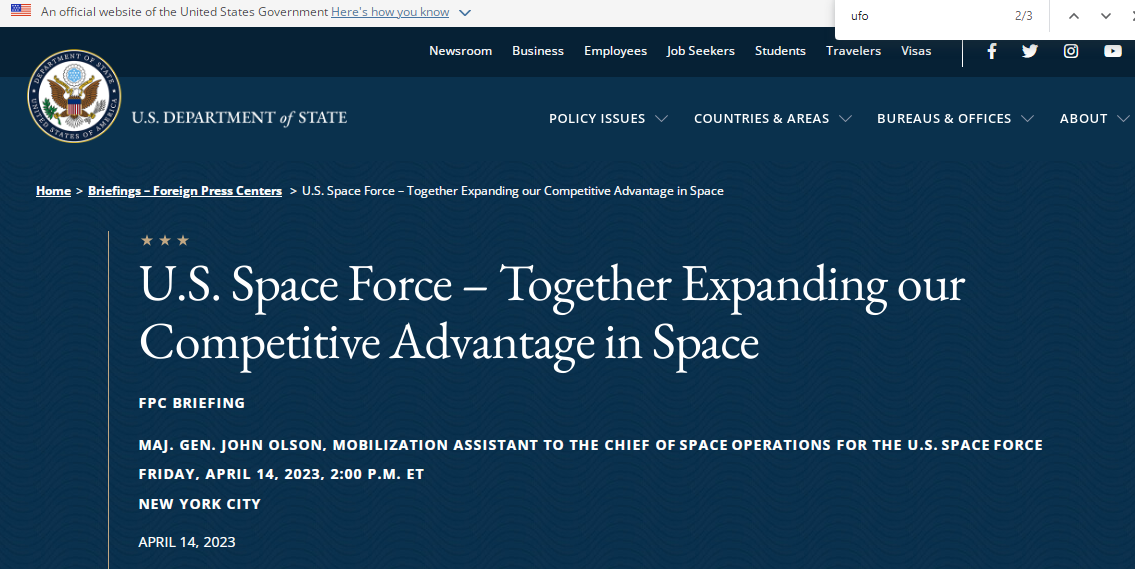 An official website of the United States Government Here's how you know
ufo 2/3
Newsroom Business Employees Job Seekers Students Travelers Visas
DEPARTMENT OF STATE
UNITED STATES OF AMERICA
U.S. DEPARTMENT of STATE
POLICY ISSUES COUNTRIES & AREAS BUREAUS & OFFICES ABOUT
Home > Briefings – Foreign Press Centers > U.S. Space Force – Together Expanding our Competitive Advantage in Space
U.S. Space Force – Together Expanding our
Competitive Advantage in Space
FPC BRIEFING
MAJ. GEN. JOHN OLSON, MOBILIZATION ASSISTANT TO THE CHIEF OF SPACE OPERATIONS FOR THE U.S. SPACE FORCE
FRIDAY, APRIL 14, 2023, 2:00 P.M. ET
NEW YORK CITY
APRIL 14, 2023